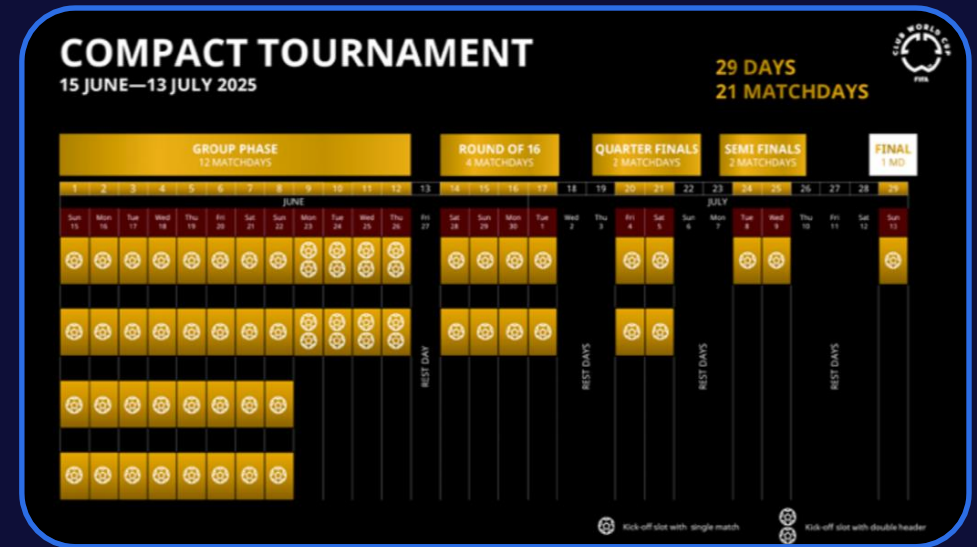 COMPACT TOURNAMENT
15 JUNE—13 JULY 2025
29 DAYS
21 MATCHDAYS
CLUB WORLD CUP
FIFA
GROUP PHASE
12 MATCHDAYS
ROUND OF 16
4 MATCHDAYS
QUARTER FINALS
2 MATCHDAYS
SEMI FINALS
2 MATCHDAYS
FINAL
1 MD
1 2 3 4 5 6 7 8 9 10 11 12 13 14 15 16 17 18 19 20 21 22 23 24 25 26 27 28 29
JUNE JULY
Sun Mon Tue Wed Thu Fri Sat Sun Mon Tue Wed Thu Fri Sat Sun Mon Tue Wed Thu Fri Sat Sun Mon Tue Wed Thu Fri Sat Sun
15 16 17 18 19 20 21 22 23 24 25 26 27 28 29 30 1 2 3 4 5 6 7 8 9 10 11 12 13
REST DAY
REST DAYS
REST DAYS
REST DAYS
Kick-off slot with single match
Kick-off slot with double header